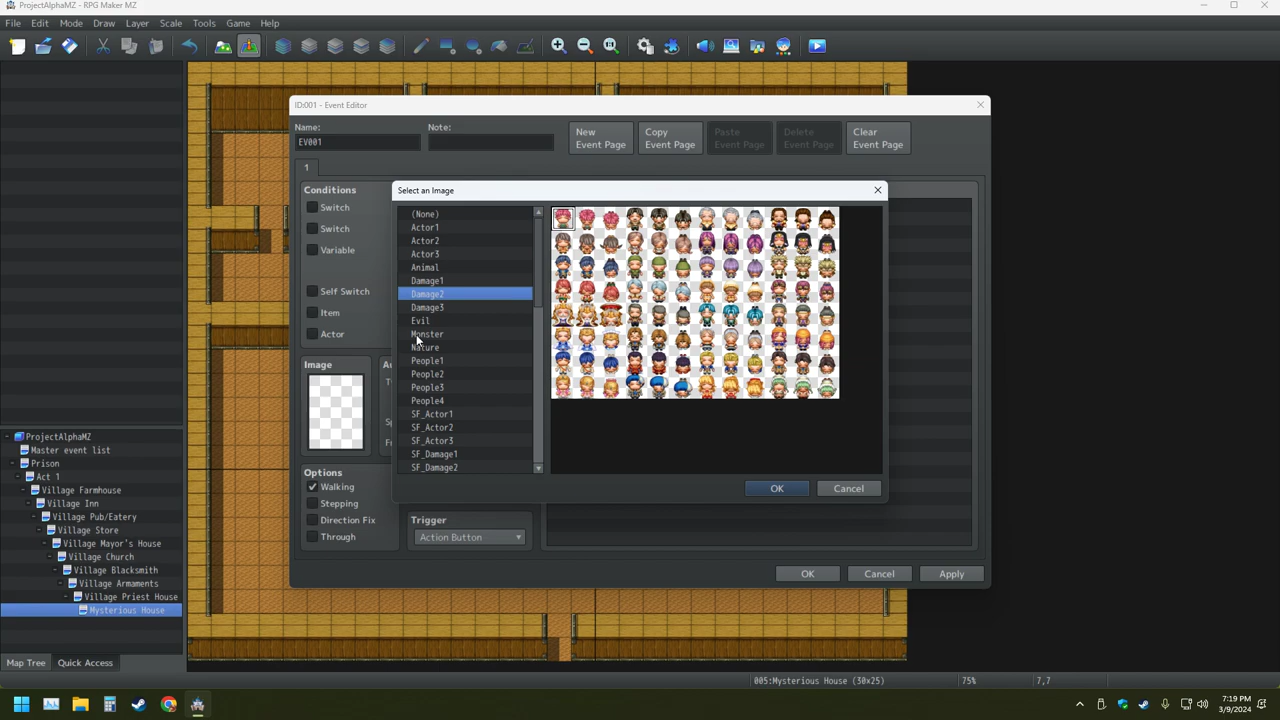 ProjectAlphaMZ - RPG Maker MZ
File Edit Mode Draw Layer Scale Tools Game Help
ID:001 - Event Editor
Name:
Note:
EV001
New
Event Page
Copy
Event Page
Paste
Event Page
Delete
Event Page
Clear
Event Page
1
Conditions
Switch
Switch
Variable
Self Switch
Item
Actor
Image
Options
Walking
Stepping
Direction Fix
Through
Trigger
Action Button
OK
Cancel
Apply
Select an Image
(None)
Actor1
Actor2
Actor3
Animal
Damage1
Damage2
Damage3
Evil
Monster
Nature
People1
People2
People3
People4
SF_Actor1
SF_Actor2
SF_Actor3
SF_Damage1
SF_Damage2
OK
Cancel
ProjectAlphaMZ
Master event list
Prison
Act 1
Village Farmhouse
Village Inn
Village Pub/Eatery
Village Store
Village Mayor's House
Village Church
Village Blacksmith
Village Armaments
Village Priest House
Mysterious House
Map Tree
Quick Access
005:Mysterious House (30x25)
75%
7,7
7:19 PM
3/9/2024